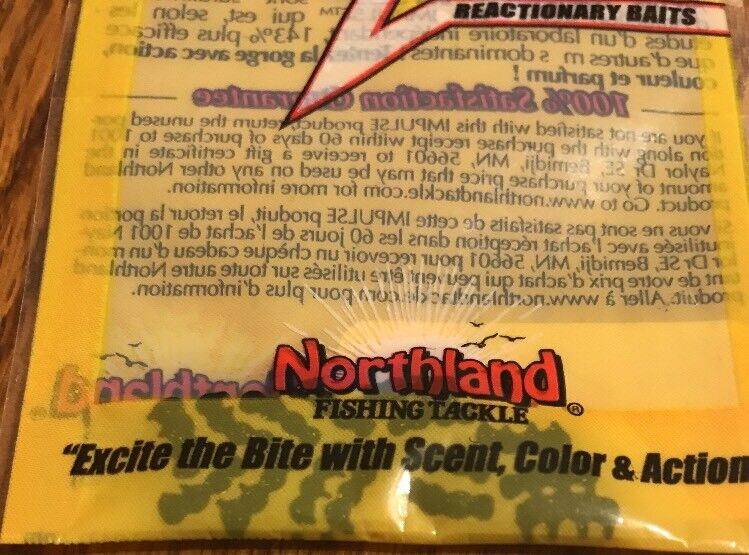 REACTIONARY BAITS
™ qui est, selon les
études d'un laboratoire indépendant, 143% plus efficace
que d'autres dominantes! la gorge avec action,
couleur et parfum !
100% Satisfaction Guarantee
If you are not satisfied with this IMPULSE product, return the unused por-
tion along with the purchase receipt within 60 days of purchase to 1001
Naylor Dr SE, Bemidji, MN, 56601 to receive a gift certificate in the
amount of your purchase price that may be used on any other Northland
product. Go to www.northlandtackle.com for more information.
vous ne sont pas satisfaits de cette IMPULSE produit, le retour la portion
inutilisée avec l'achat réception dans les 60 jours de l'achat de 1001 Nay-
lor Dr SE, Bemidji, MN, 56601 pour recevoir un chèque cadeau d'un mon-
tant de votre prix d'achat qui peuvent être utilisés sur toute autre Northland
produit. Aller à www.northlandtackle.com pour plus d'information.
Northland Northland®
FISHING TACKLE
"Excite the Bite with Scent, Color & Action